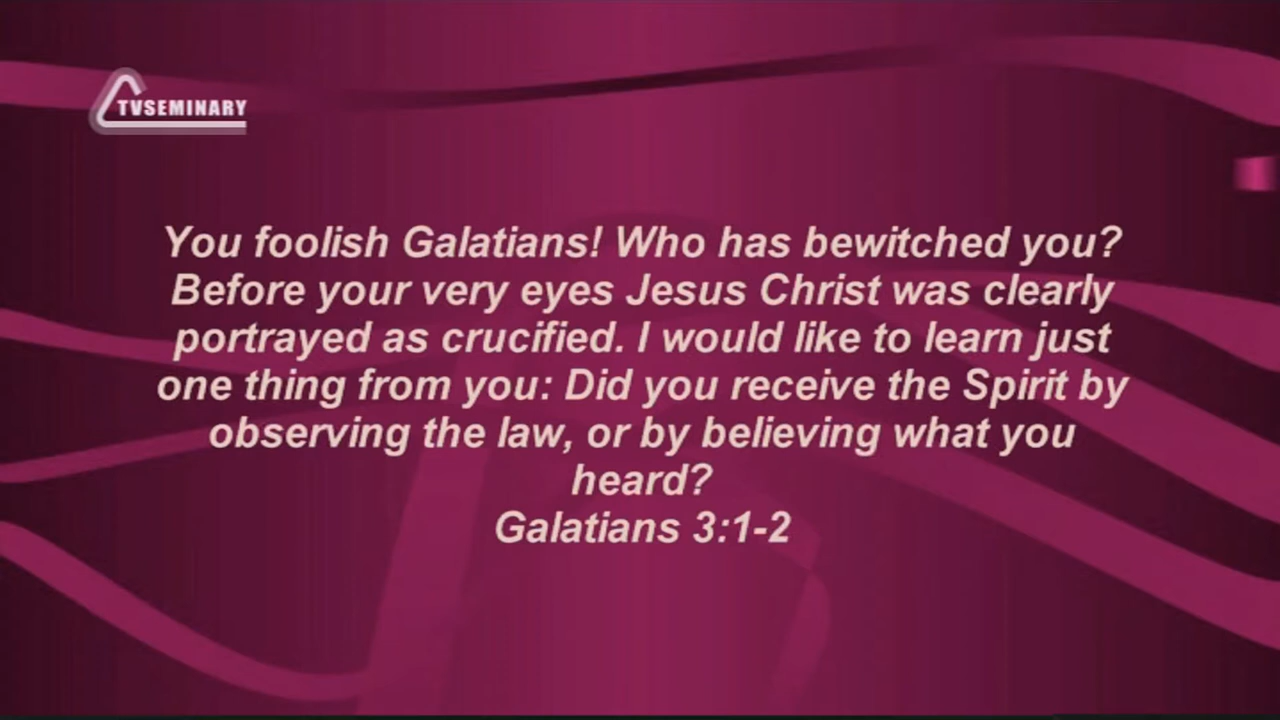 TVSEMINARY
You foolish Galatians! Who has bewitched you?
Before your very eyes Jesus Christ was clearly
portrayed as crucified. I would like to learn just
one thing from you: Did you receive the Spirit by
observing the law, or by believing what you
heard?
Galatians 3:1-2